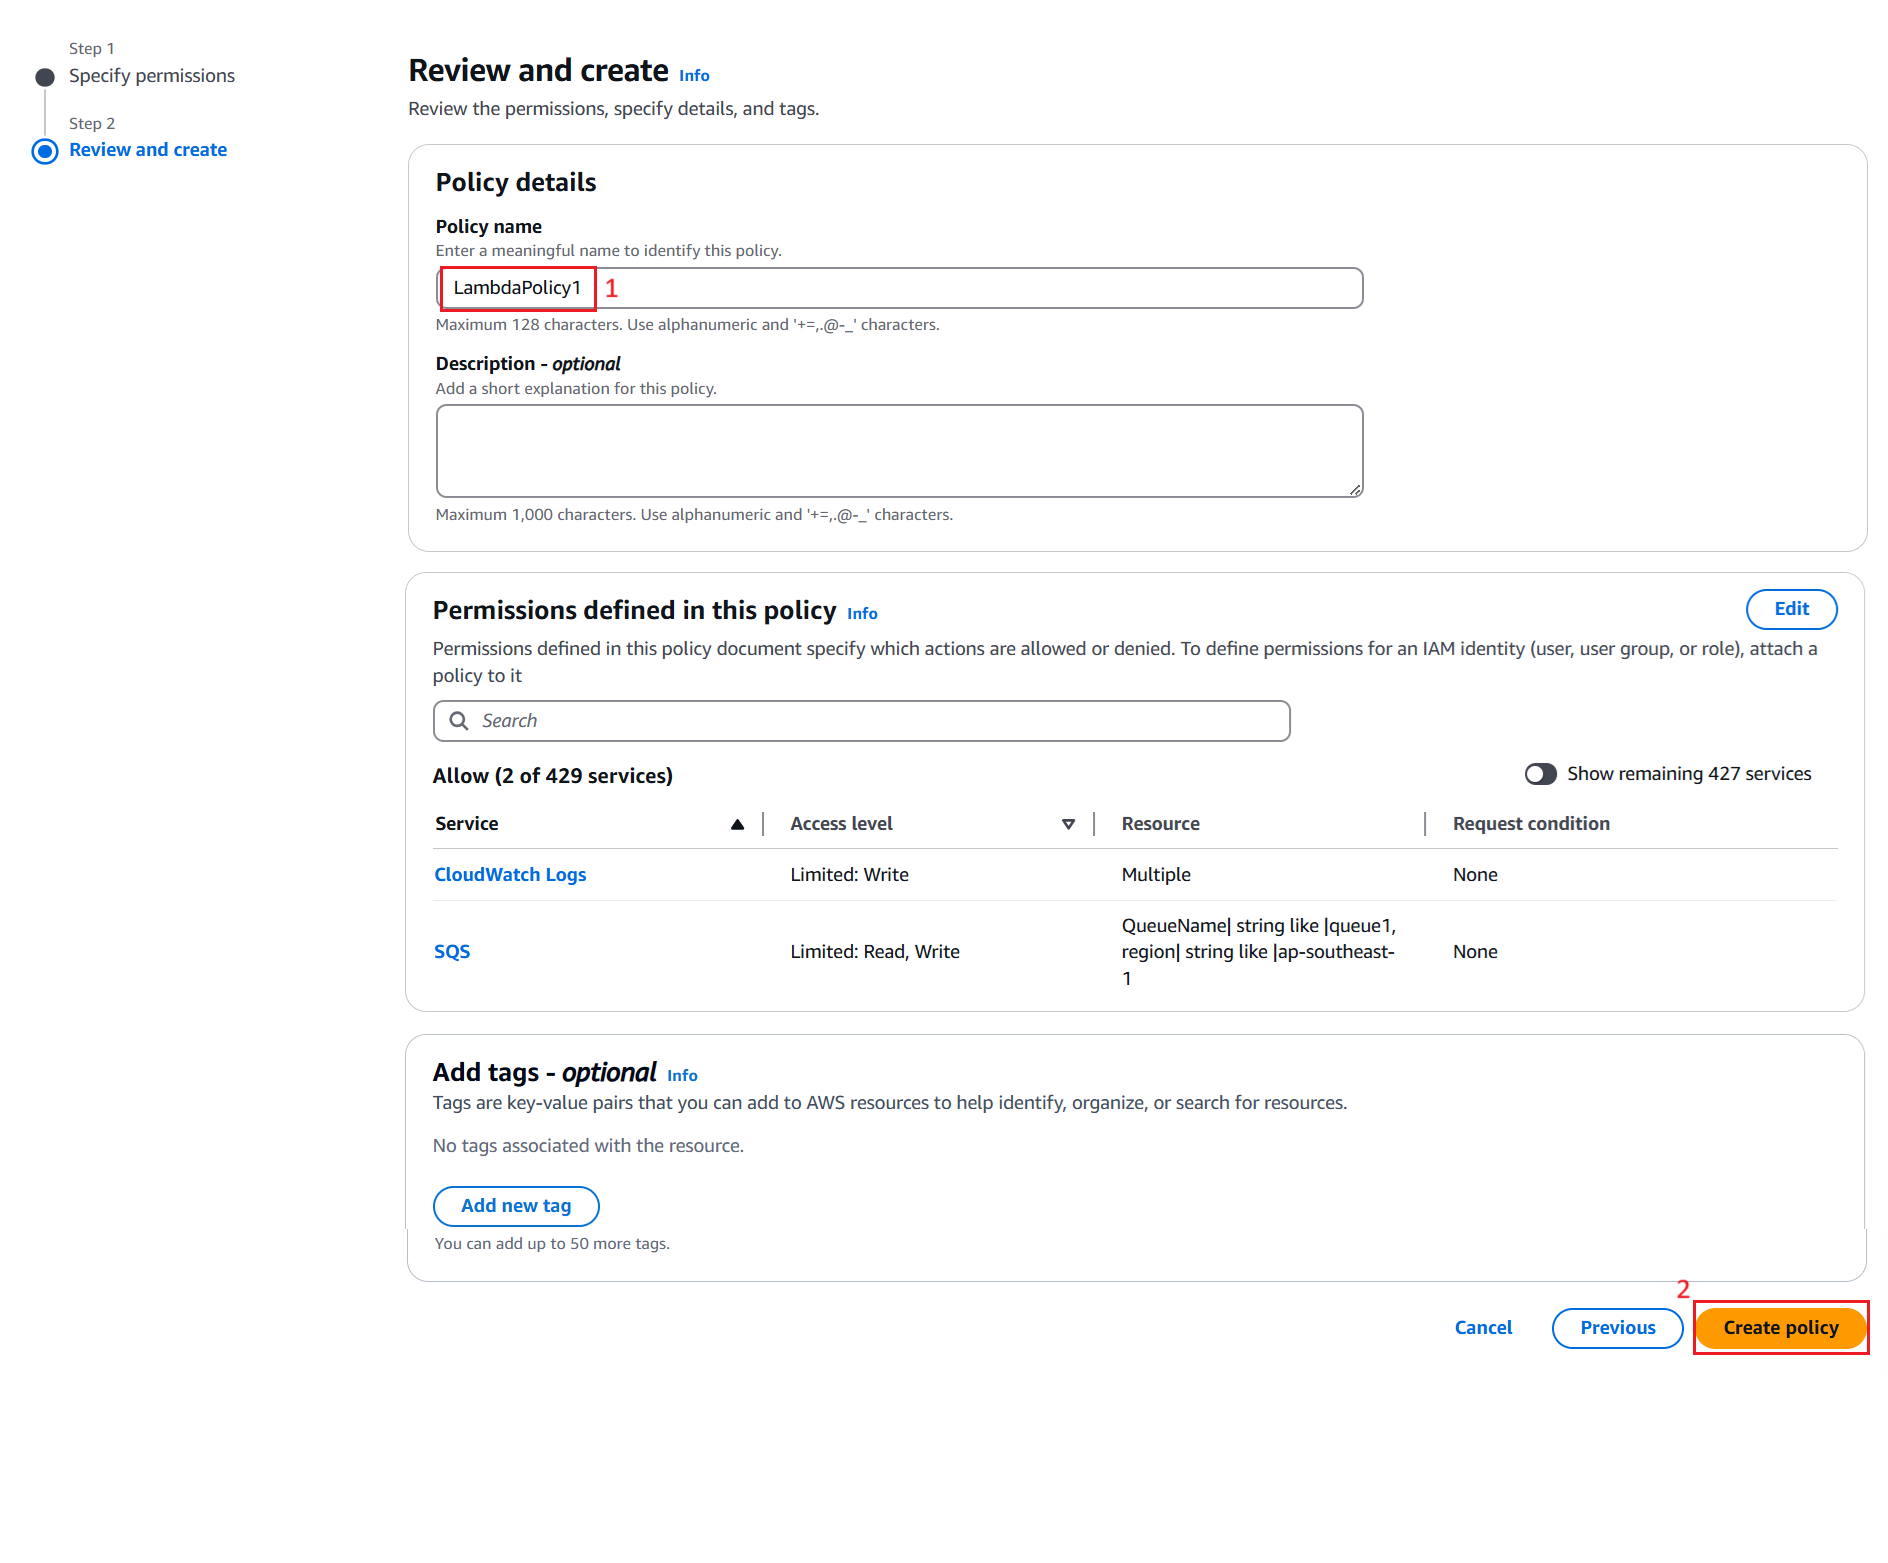 Step 1
Specify permissions
Step 2
Review and create
Review and create Info
Review the permissions, specify details, and tags.
Policy details
Policy name
Enter a meaningful name to identify this policy.
LambdaPolicy1 1
Maximum 128 characters. Use alphanumeric and '+=,.@-_' characters.
Description - optional
Add a short explanation for this policy.
Maximum 1,000 characters. Use alphanumeric and '+=,.@-_' characters.
Permissions defined in this policy Info
Edit
Permissions defined in this policy document specify which actions are allowed or denied. To define permissions for an IAM identity (user, user group, or role), attach a
policy to it
Search
Allow (2 of 429 services)
Show remaining 427 services
Service Access level Resource Request condition
CloudWatch Logs Limited: Write Multiple None
QueueName| string like |queue1,
SQS Limited: Read, Write region| string like |ap-southeast- None
1
Add tags - optional Info
Tags are key-value pairs that you can add to AWS resources to help identify, organize, or search for resources.
No tags associated with the resource.
Add new tag
You can add up to 50 more tags.
2
Cancel Previous Create policy